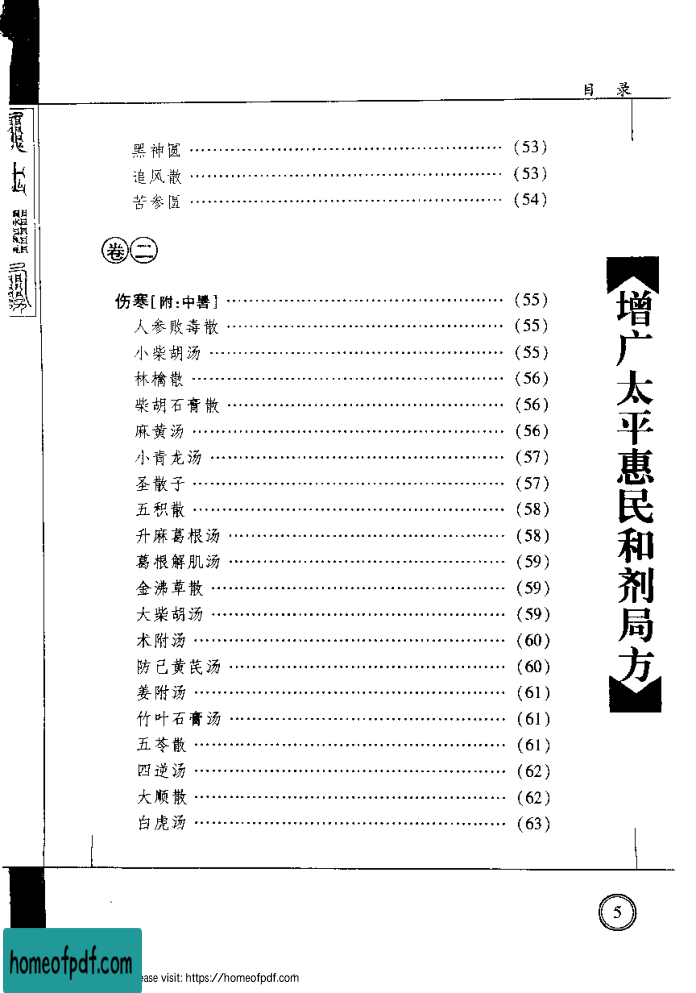 目录
黑神圆 …… (53)
追风散 …… (53)
苦参圆 …… (54)
卷二
伤寒[附:中暑] …… (55)
人参败毒散 …… (55)
小柴胡汤 …… (55)
林檎散 …… (56)
柴胡石膏散 …… (56)
麻黄汤 …… (56)
小青龙汤 …… (57)
圣散子 …… (57)
五积散 …… (58)
升麻葛根汤 …… (58)
葛根解肌汤 …… (59)
金沸草散 …… (59)
大柴胡汤 …… (59)
术附汤 …… (60)
防己黄芪汤 …… (60)
姜附汤 …… (61)
竹叶石膏汤 …… (61)
五苓散 …… (61)
四逆汤 …… (62)
大顺散 …… (62)
白虎汤 …… (63)
增广太平惠民和剂局方
5
homeofpdf.com
ease visit: https://homeofpdf.com